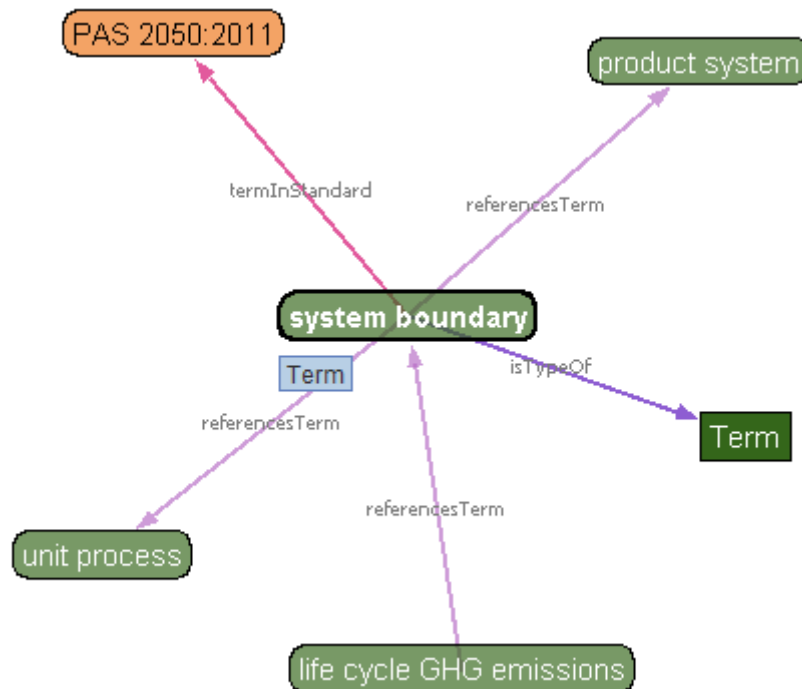 PAS 2050:2011
product system
termInStandard
referencesTerm
system boundary
isTypeOf
Term
referencesTerm
Term
referencesTerm
unit process
life cycle GHG emissions